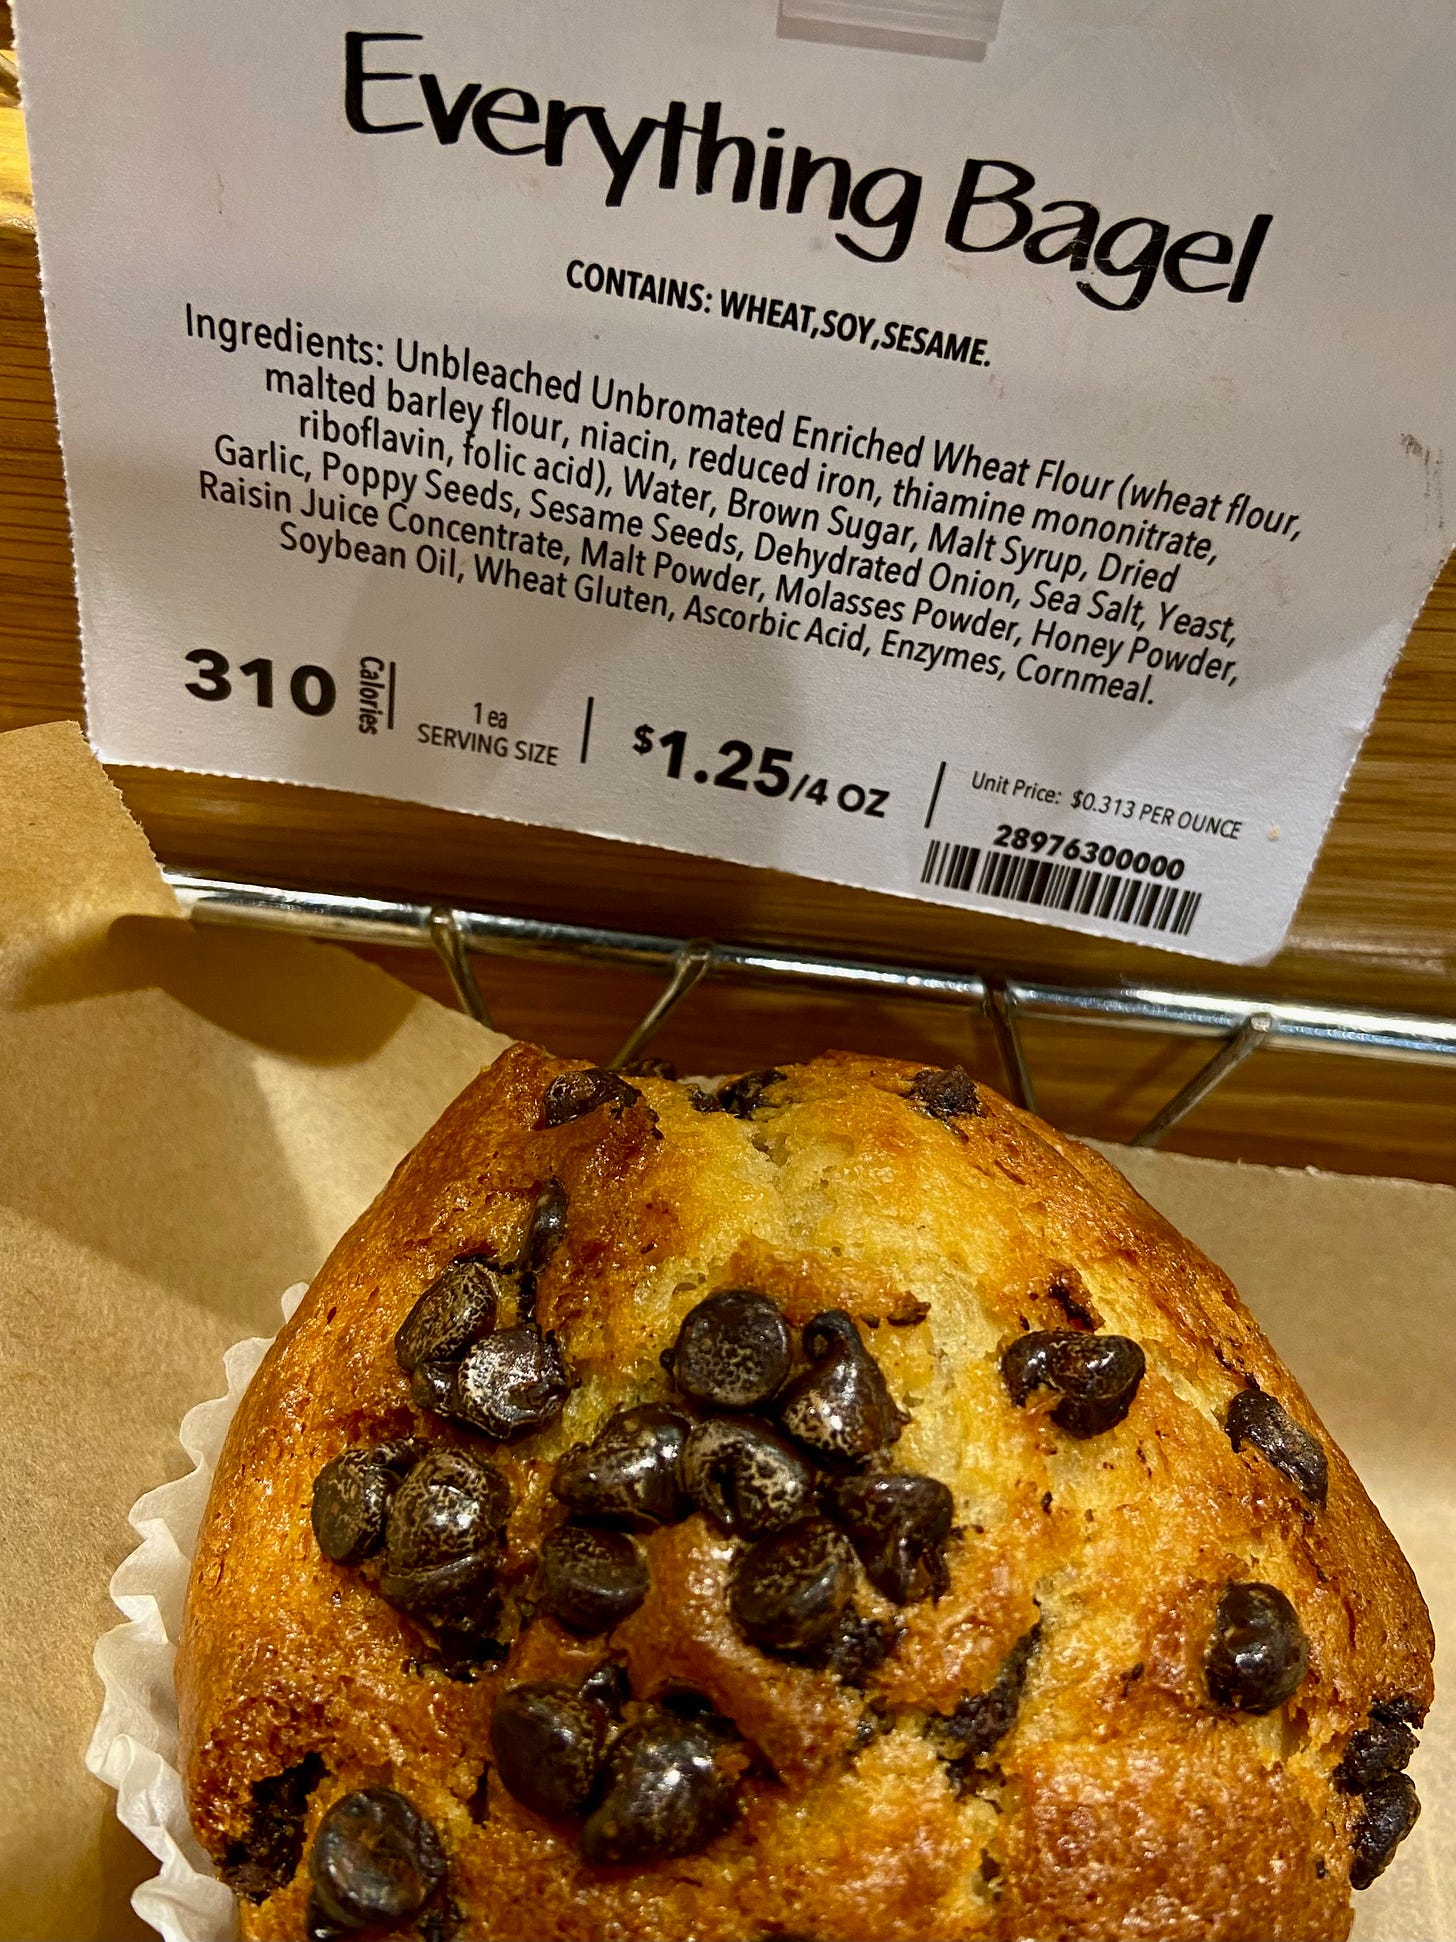 Everything Bagel
CONTAINS: WHEAT,SOY,SESAME.
Ingredients: Unbleached Unbromated Enriched Wheat Flour (wheat flour,
malted barley flour, niacin, reduced iron, thiamine mononitrate,
riboflavin, folic acid), Water, Brown Sugar, Malt Syrup, Dried
Garlic, Poppy Seeds, Sesame Seeds, Dehydrated Onion, Sea Salt, Yeast,
Raisin Juice Concentrate, Malt Powder, Molasses Powder, Honey Powder,
Soybean Oil, Wheat Gluten, Ascorbic Acid, Enzymes, Cornmeal.
310 Calories
1 ea
SERVING SIZE
$1.25/4 OZ
Unit Price: $0.313 PER OUNCE
28976300000